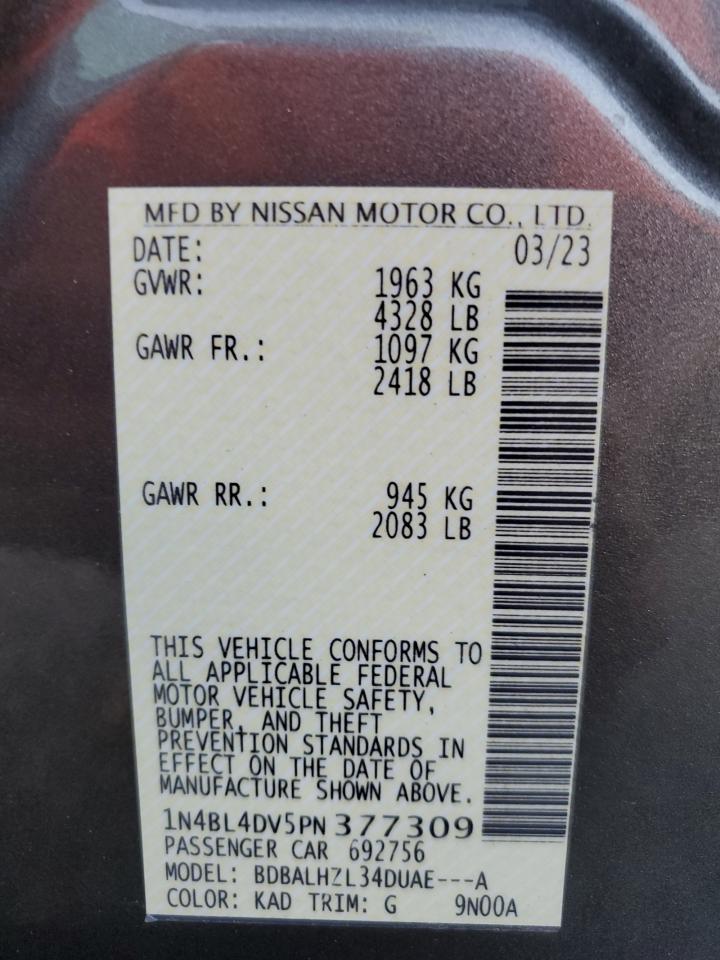 MFD BY NISSAN MOTOR CO., LTD.
DATE: 03/23
GVWR: 1963 KG
4328 LB
GAWR FR.: 1097 KG
2418 LB
GAWR RR.: 945 KG
2083 LB
THIS VEHICLE CONFORMS TO
ALL APPLICABLE FEDERAL
MOTOR VEHICLE SAFETY,
BUMPER, AND THEFT
PREVENTION STANDARDS IN
EFFECT ON THE DATE OF
MANUFACTURE SHOWN ABOVE.
1N4BL4DV5PN377309
PASSENGER CAR 692756
MODEL: BDBALHZL34DUAE---A
COLOR: KAD TRIM: G 9N00A